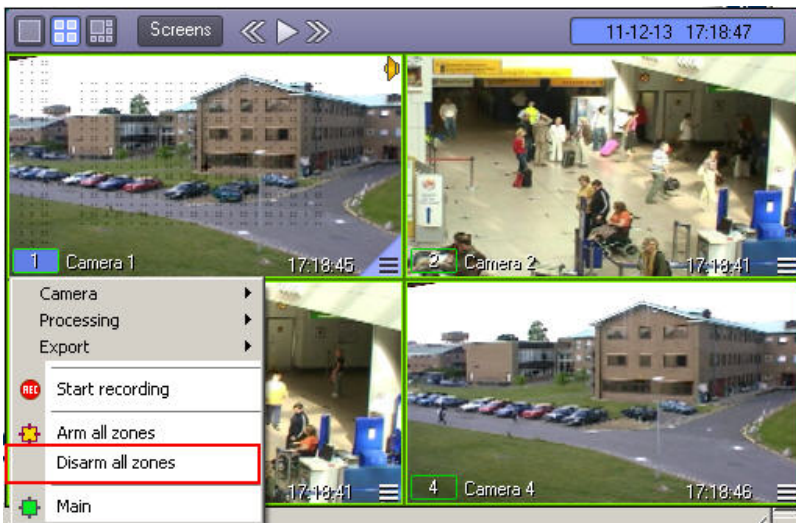 Screens
11-12-13 17:18:47
1 Camera 1 17:18:45
2 Camera 2 17:18:41
Camera
Processing
Export
REC Start recording
Arm all zones
Disarm all zones
Main
17:18:41
4 Camera 4 17:18:46